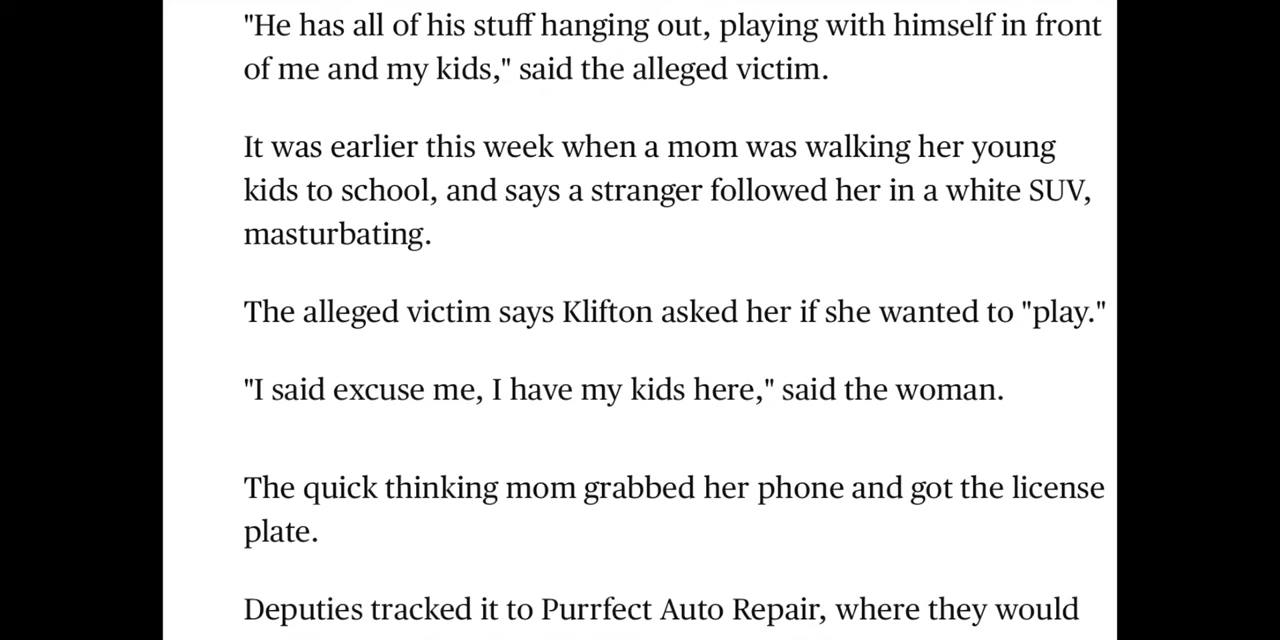 "He has all of his stuff hanging out, playing with himself in front
of me and my kids," said the alleged victim.
It was earlier this week when a mom was walking her young
kids to school, and says a stranger followed her in a white SUV,
masturbating.
The alleged victim says Klifton asked her if she wanted to "play."
"I said excuse me, I have my kids here," said the woman.
The quick thinking mom grabbed her phone and got the license
plate.
Deputies tracked it to Purrfect Auto Repair, where they would